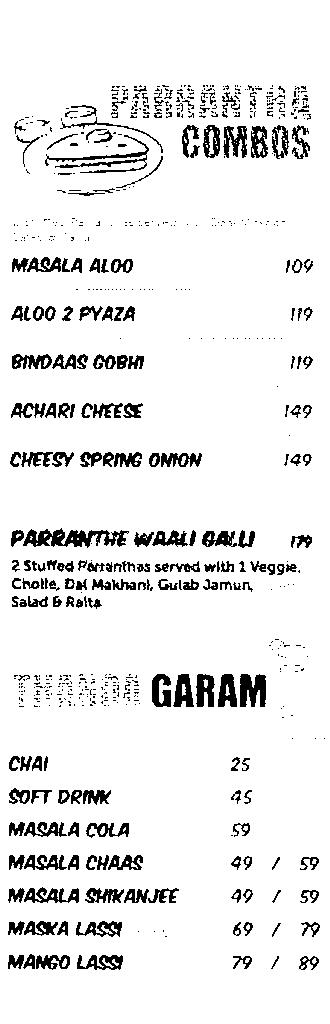 PARRANTHA
COMBOS
MASALA ALOO 109
ALOO 2 PYAZA 119
BINDAAS GOBHI 119
ACHARI CHEESE 149
CHEESY SPRING ONION 149
PARRANTHE WAALI GALLI 179
2 Stuffed Parranthas served with 1 Veggie,
Cholle, Dal Makhani, Gulab Jamun,
Salad & Raita
THANDA GARAM
CHAI 25
SOFT DRINK 45
MASALA COLA 59
MASALA CHAAS 49 / 59
MASALA SHIKANJEE 49 / 59
MASKA LASSI 69 / 79
MANGO LASSI 79 / 89